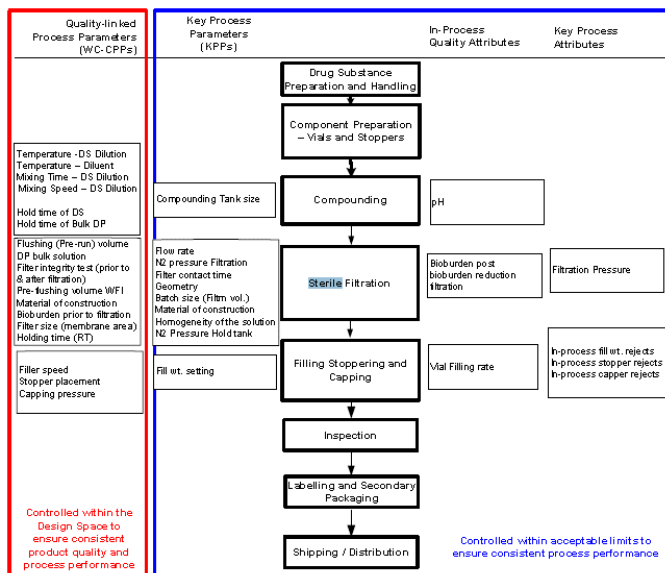 Quality-linked
Process Parameters
(WC-CPPs)
Key Process
Parameters
(KPPs)
In-Process
Quality Attributes
Key Process
Attributes
Drug Substance
Preparation and Handling
Component Preparation
– Vials and Stoppers
Temperature -DS Dilution
Temperature – Diluent
Mixing Time – DS Dilution
Mixing Speed – DS Dilution
Hold time of DS
Hold time of Bulk DP
Compounding Tank size
Compounding
pH
Flushing (Pre-run) volume
DP bulk solution
Filter integrity test (prior to
& after filtration)
Pre-flushing volume WFI
Material of construction
Bioburden prior to filtration
Filter size (membrane area)
Holding time (RT)
Flow rate
N2 pressure Filtration
Filter contact time
Geometry
Batch size (Filtrn vol.)
Material of construction
Homogeneity of the solution
N2 Pressure Hold tank
Sterile Filtration
Bioburden post
bioburden reduction
filtration
Filtration Pressure
Filler speed
Stopper placement
Capping pressure
Fill wt. setting
Filling Stoppering and
Capping
Vial Filling rate
In-process fill wt. rejects
In-process stopper rejects
In-process capper rejects
Inspection
Labelling and Secondary
Packaging
Shipping / Distribution
Controlled within the
Design Space to
ensure consistent
product quality and
process performance
Controlled within acceptable limits to
ensure consistent process performance